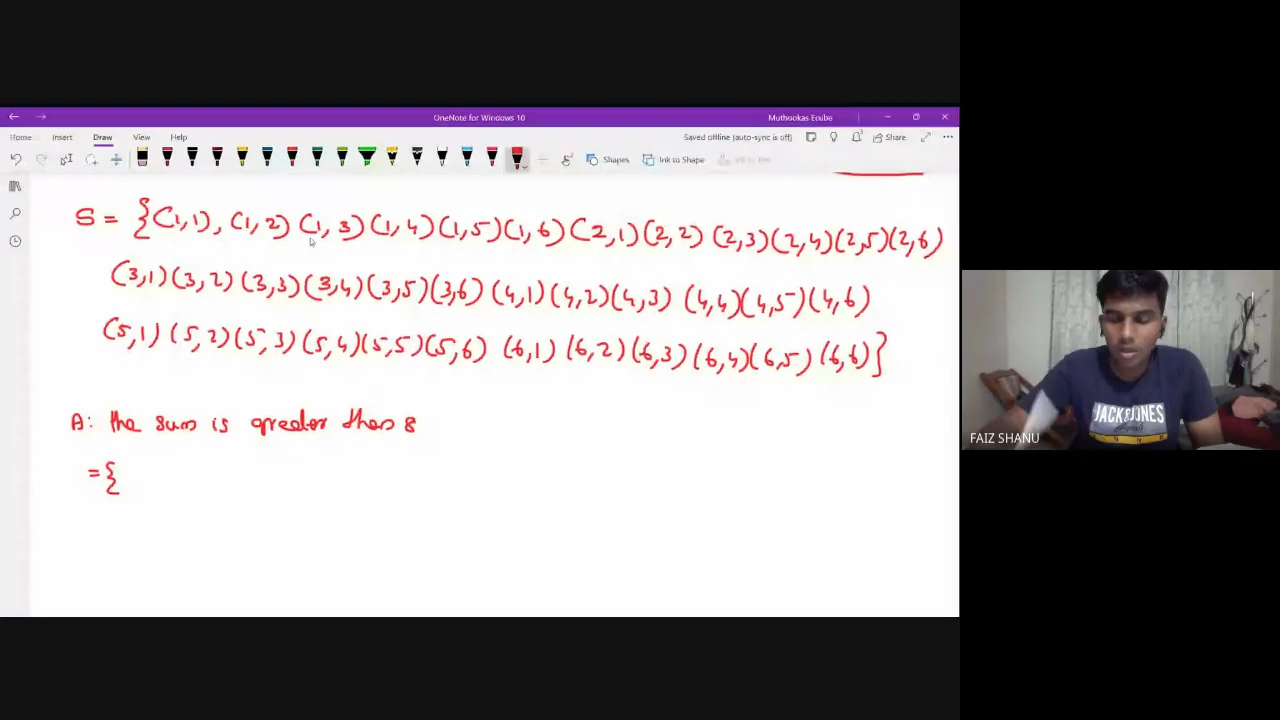 OneNote for Windows 10
Muthookas Ecube
Home Insert Draw View Help
Saved offline (auto-sync is off)
Share
Shapes
Ink to Shape
Ink to
S = {(1,1), (1,2) (1,3) (1,4) (1,5) (1,6) (2,1) (2,2) (2,3) (2,4) (2,5) (2,6)
(3,1) (3,2) (3,3) (3,4) (3,5) (3,6) (4,1) (4,2) (4,3) (4,4) (4,5) (4,6)
(5,1) (5,2) (5,3) (5,4) (5,5) (5,6) (6,1) (6,2) (6,3) (6,4) (6,5) (6,6)}
A: the sum is greater than 8
= {
JACK&JONES
FAIZ SHANU